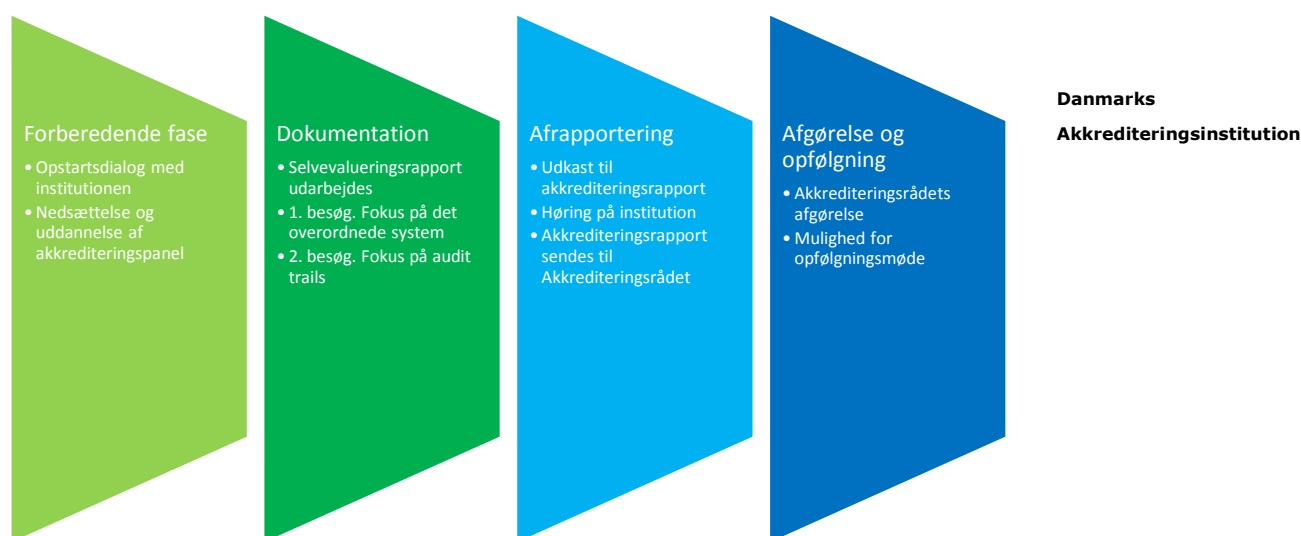 Forberedende fase
• Opstartsdialog med
institutionen
• Nedsættelse og
uddannelse af
akkrediteringspanel
Dokumentation
• Selvevalueringsrapport
udarbejdes
• 1. besøg. Fokus på det
overordnede system
• 2. besøg. Fokus på audit
trails
Afrapportering
• Udkast til
akkrediteringsrapport
• Høring på institution
• Akkrediteringsrapport
sendes til
Akkrediteringsrådet
Afgørelse og
opfølgning
• Akkrediteringsrådets
afgørelse
• Mulighed for
opfølgningsmøde
Danmarks
Akkrediteringsinstitution